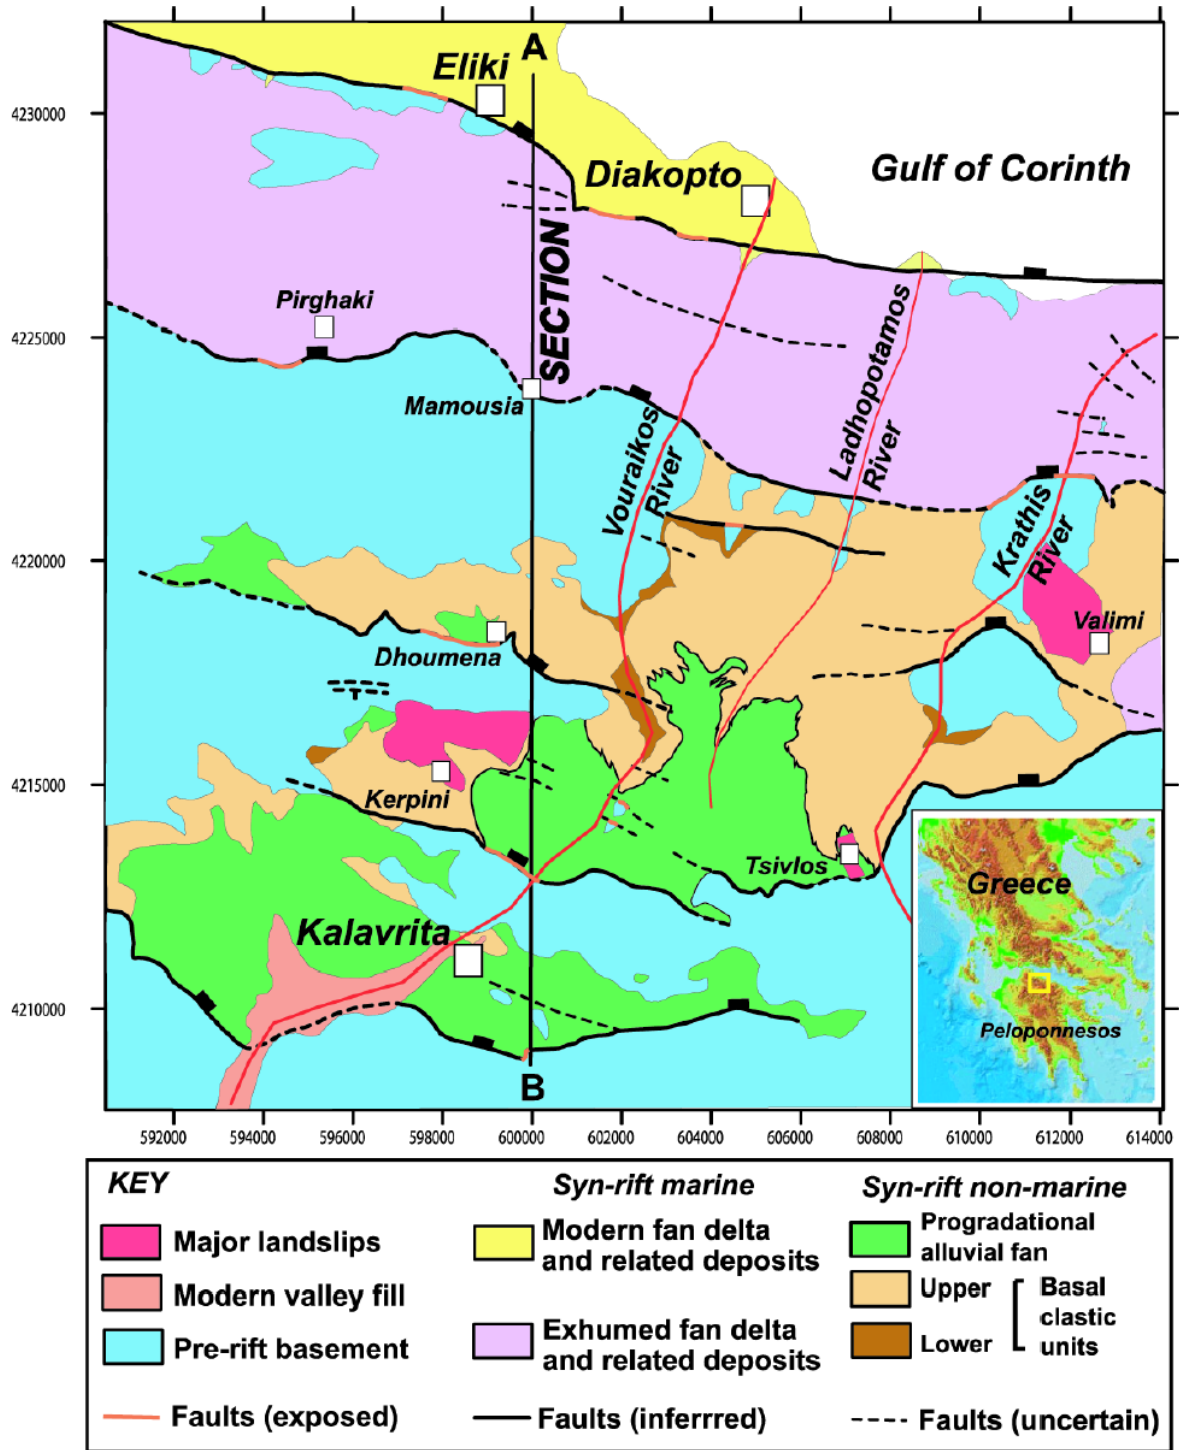 A
Eliki
4230000
Diakopto
Gulf of Corinth
SECTION
Pirghaki
4225000
Mamousia
Ladhopotamos
River
Vouraikos
River
Krathis
River
4220000
Valimi
Dhoumena
4215000
Kerpini
Tsivlos
Greece
Kalavrita
4210000
Peloponnesos
B
592000 594000 596000 598000 600000 602000 604000 606000 608000 610000 612000 614000
KEY
Major landslips
Modern valley fill
Pre-rift basement
Faults (exposed)
Syn-rift marine
Modern fan delta
and related deposits
Exhumed fan delta
and related deposits
Faults (inferrred)
Syn-rift non-marine
Progradational
alluvial fan
Upper
Lower
Basal
clastic
units
Faults (uncertain)